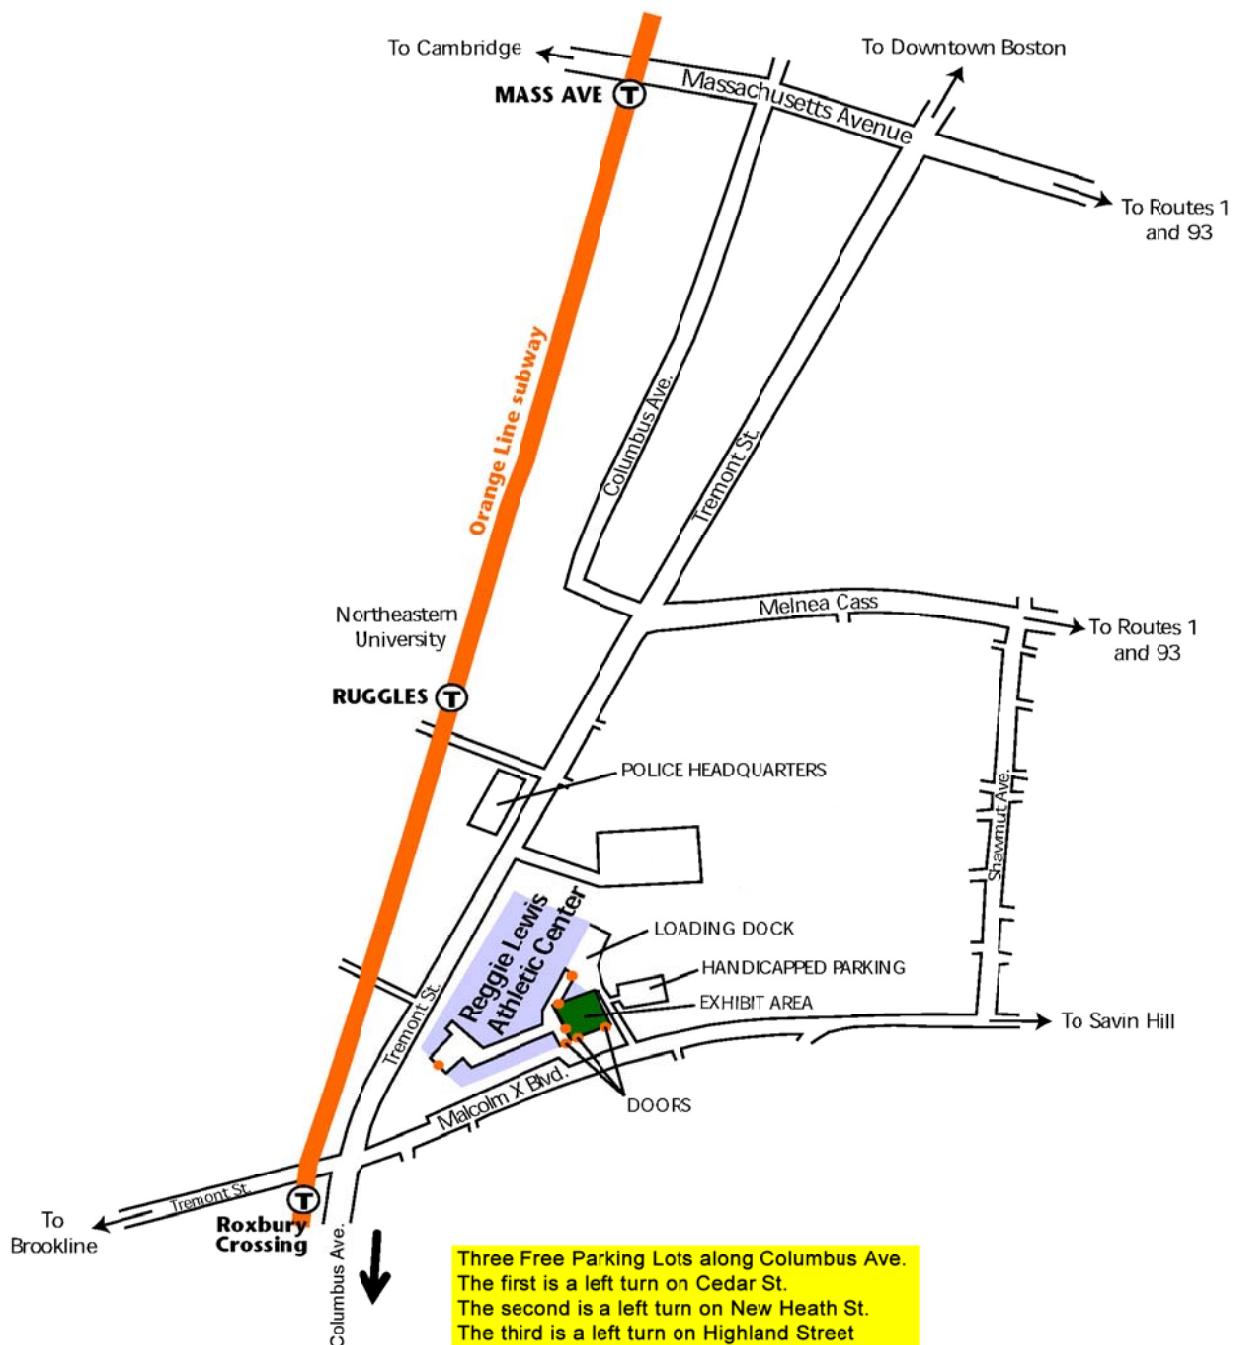 To Cambridge
To Downtown Boston
MASS AVE
T
Massachusetts Avenue
To Routes 1
and 93
Orange Line subway
Columbus Ave.
Tremont St.
Northeastern
University
Melnea Cass
To Routes 1
and 93
RUGGLES
T
POLICE HEADQUARTERS
Shawmut Ave.
Reggie Lewis
Athletic Center
LOADING DOCK
HANDICAPPED PARKING
EXHIBIT AREA
To Savin Hill
Tremont St.
Malcolm X Blvd.
DOORS
Tremont St.
T
To
Brookline
Roxbury
Crossing
Columbus Ave.
Three Free Parking Lots along Columbus Ave.
The first is a left turn on Cedar St.
The second is a left turn on New Heath St.
The third is a left turn on Highland Street